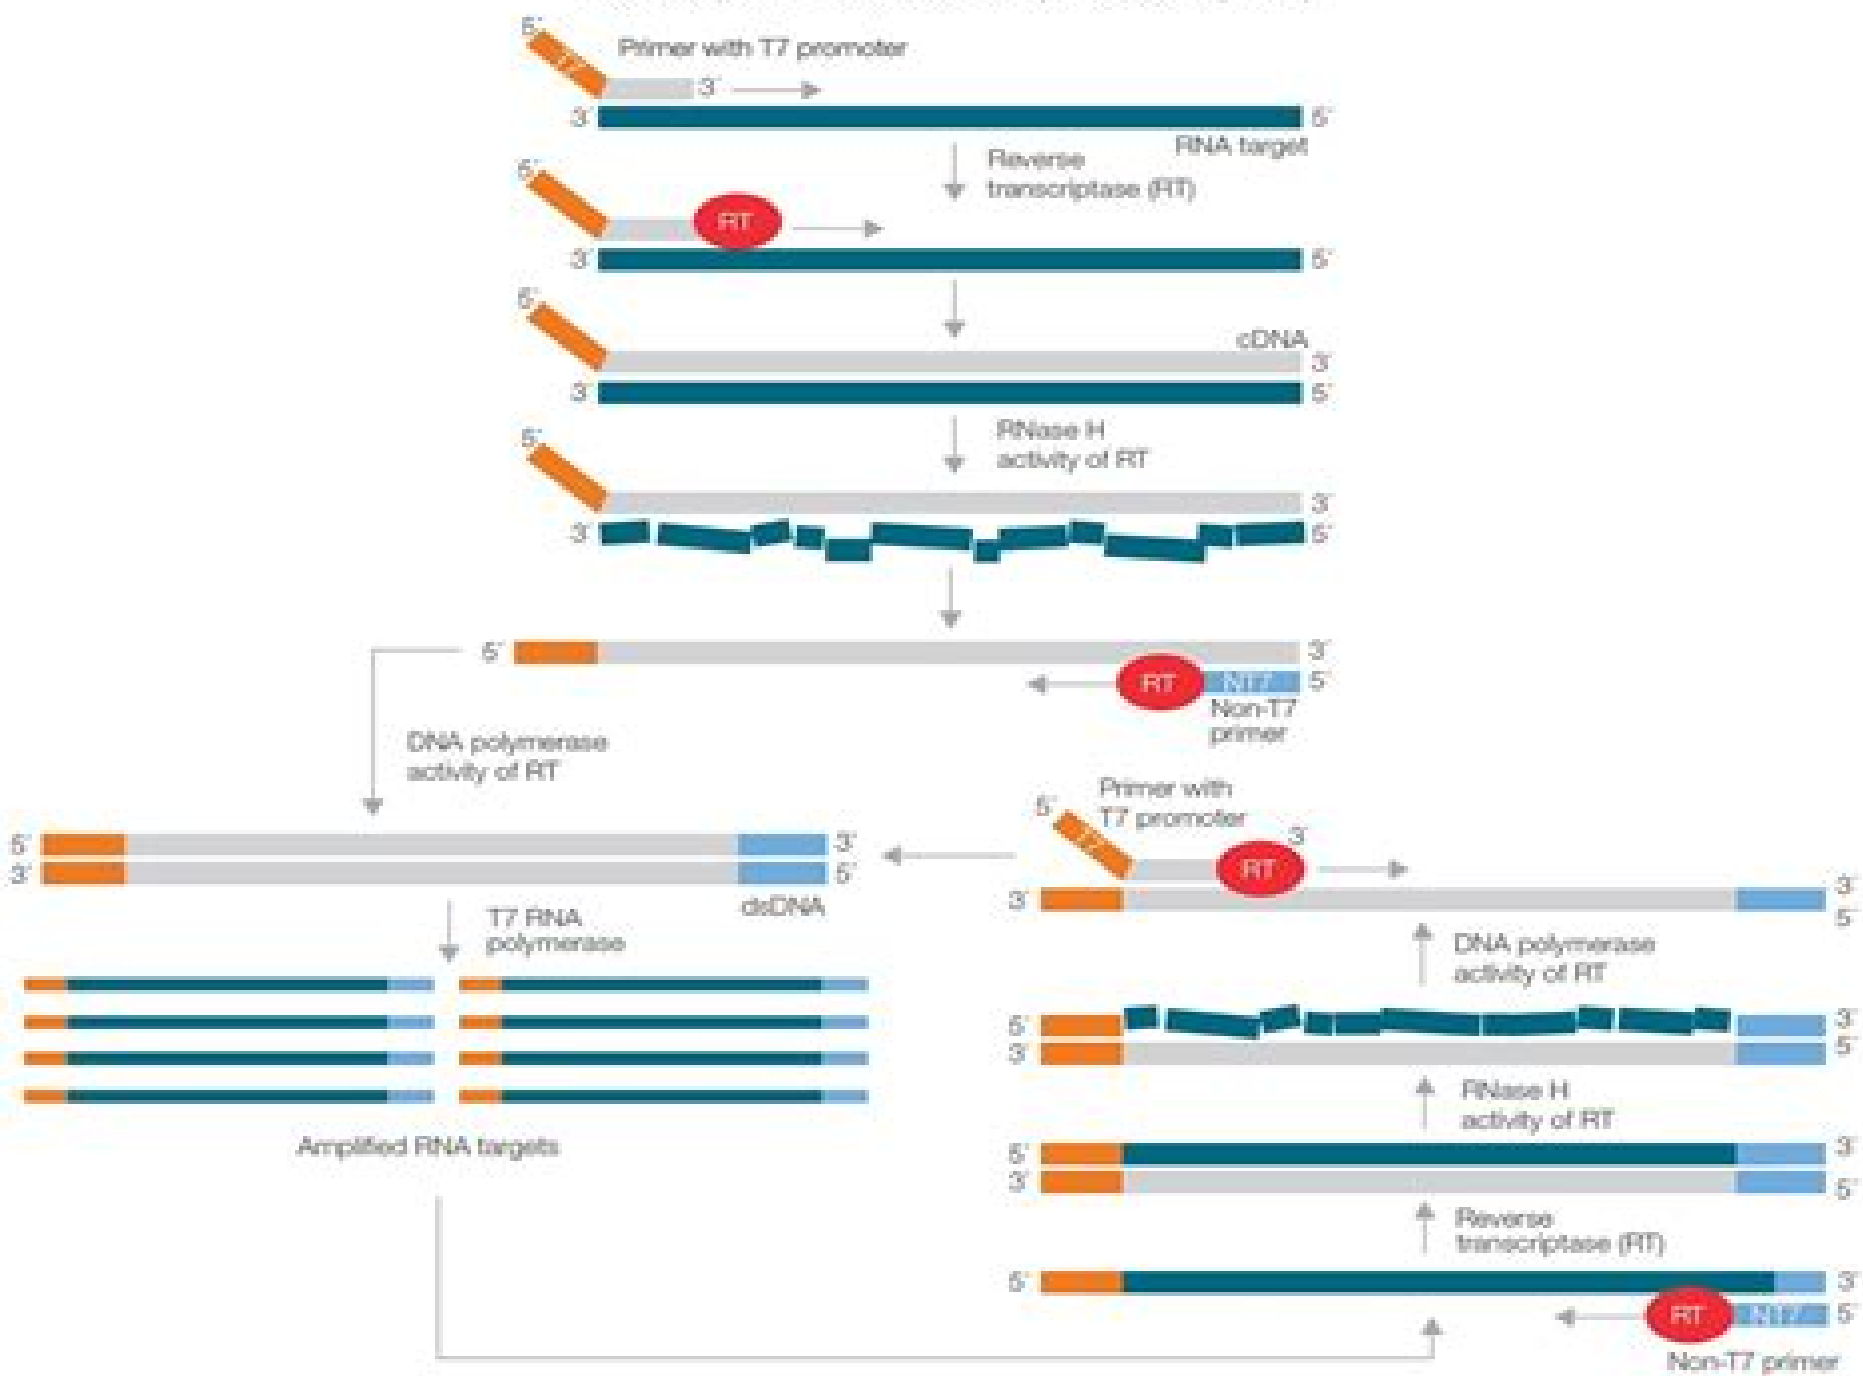 5´
T7
Primer with T7 promoter
3´
3´
5´
RNA target
Reverse
transcriptase (RT)
5´
RT
3´
5´
5´
cDNA
3´
3´
5´
RNase H
activity of RT
5´
3´
3´
5´
5´
3´
RT
NT7
5´
Non-T7
primer
DNA polymerase
activity of RT
5´
3´
3´
5´
dsDNA
T7 RNA
polymerase
Amplified RNA targets
Primer with
T7 promoter
5´
T7
3´
RT
3´
3´
5´
DNA polymerase
activity of RT
5´
3´
3´
5´
RNase H
activity of RT
5´
3´
3´
5´
Reverse
transcriptase (RT)
5´
3´
RT
NT7
5´
Non-T7 primer